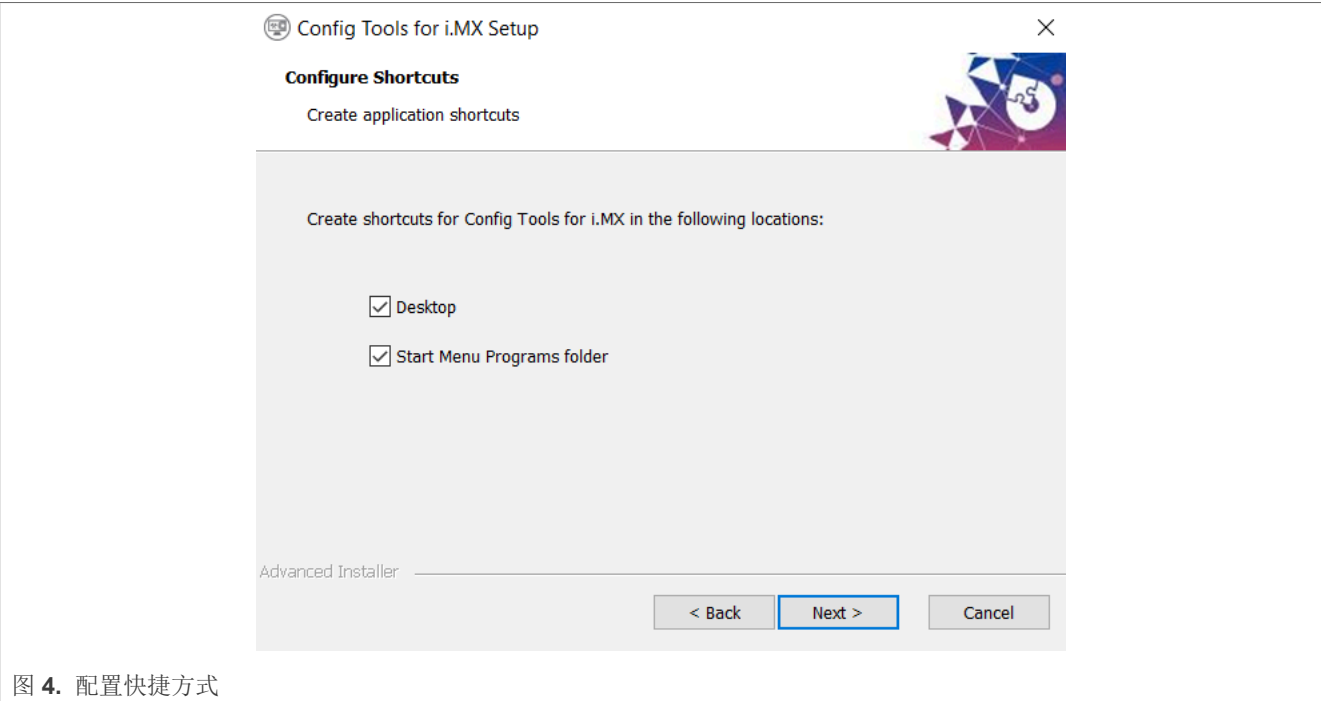 Config Tools for i.MX Setup
Configure Shortcuts
Create application shortcuts
Create shortcuts for Config Tools for i.MX in the following locations:
Desktop
Start Menu Programs folder
Advanced Installer
< Back Next > Cancel
图 4. 配置快捷方式